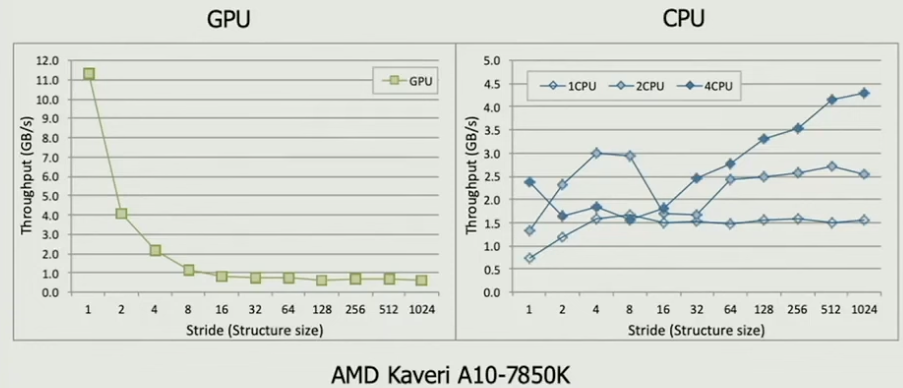 GPU
CPU
12.0
11.0
10.0
9.0
8.0
7.0
6.0
5.0
4.0
3.0
2.0
1.0
0.0
Throughput (GB/s)
GPU
1 2 4 8 16 32 64 128 256 512 1024
Stride (Structure size)
5.0
4.5
4.0
3.5
3.0
2.5
2.0
1.5
1.0
0.5
0.0
Throughput (GB/s)
1CPU 2CPU 4CPU
1 2 4 8 16 32 64 128 256 512 1024
Stride (Structure size)
AMD Kaveri A10-7850K